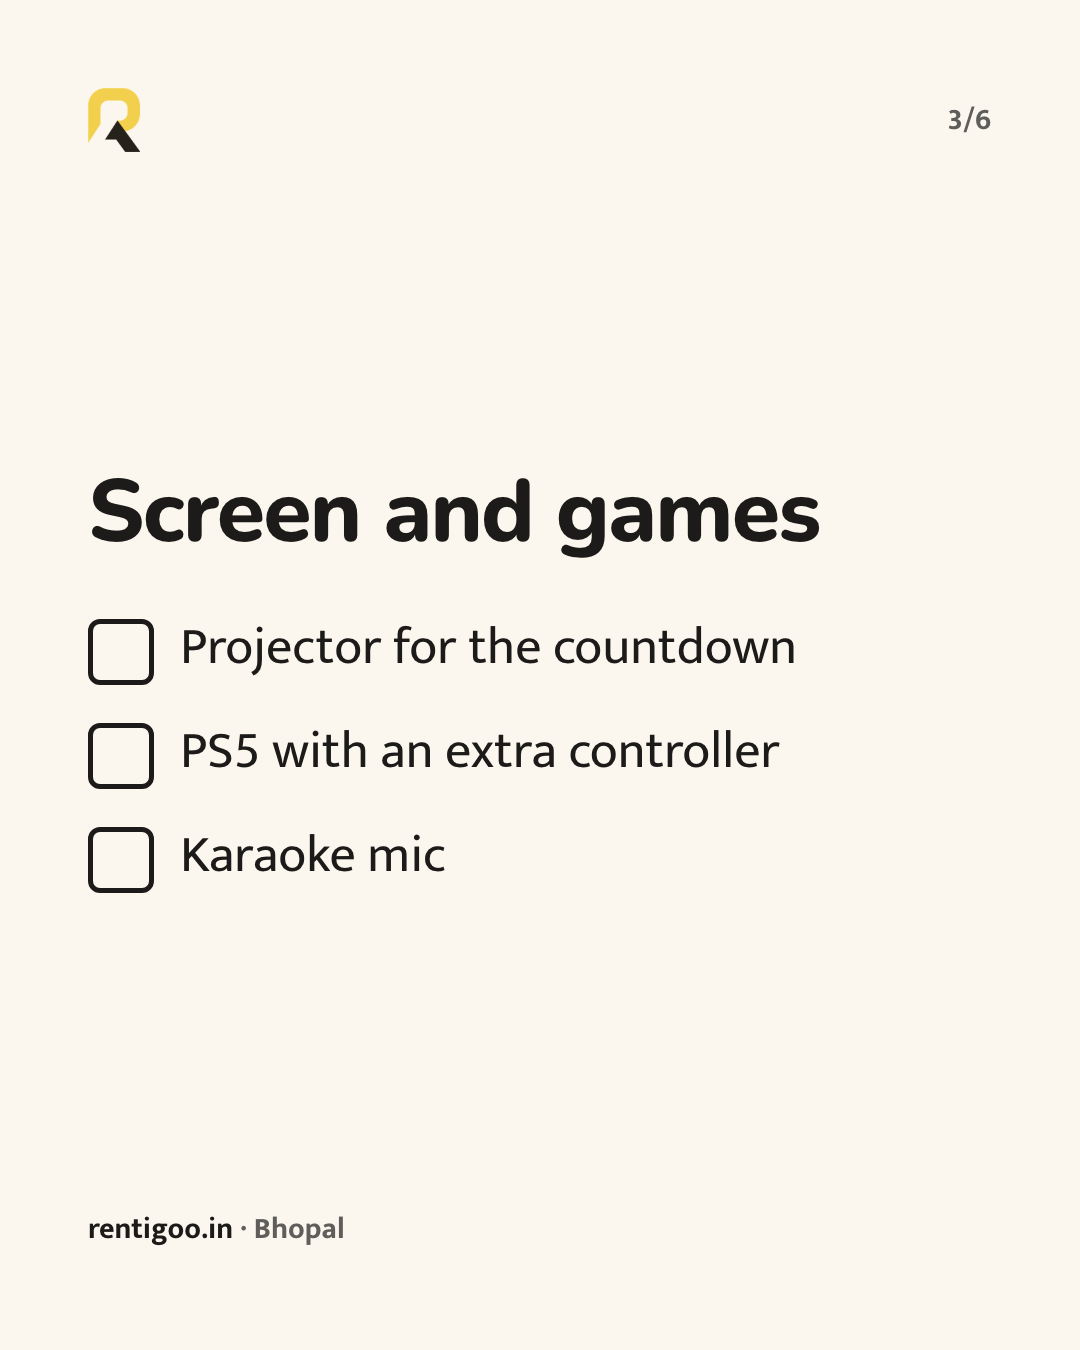 3/6
Screen and games
Projector for the countdown
PS5 with an extra controller
Karaoke mic
rentigoo.in · Bhopal